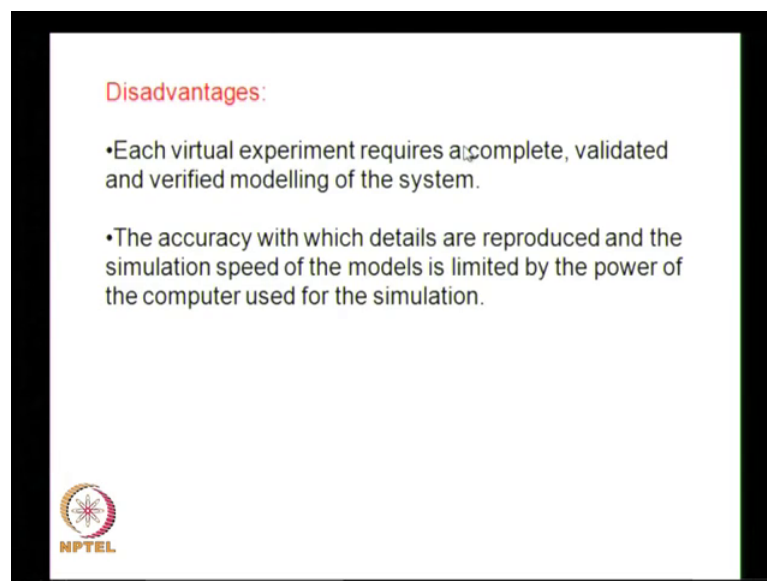 Disadvantages:
•Each virtual experiment requires a complete, validated
and verified modelling of the system.
•The accuracy with which details are reproduced and the
simulation speed of the models is limited by the power of
the computer used for the simulation.
NPTEL